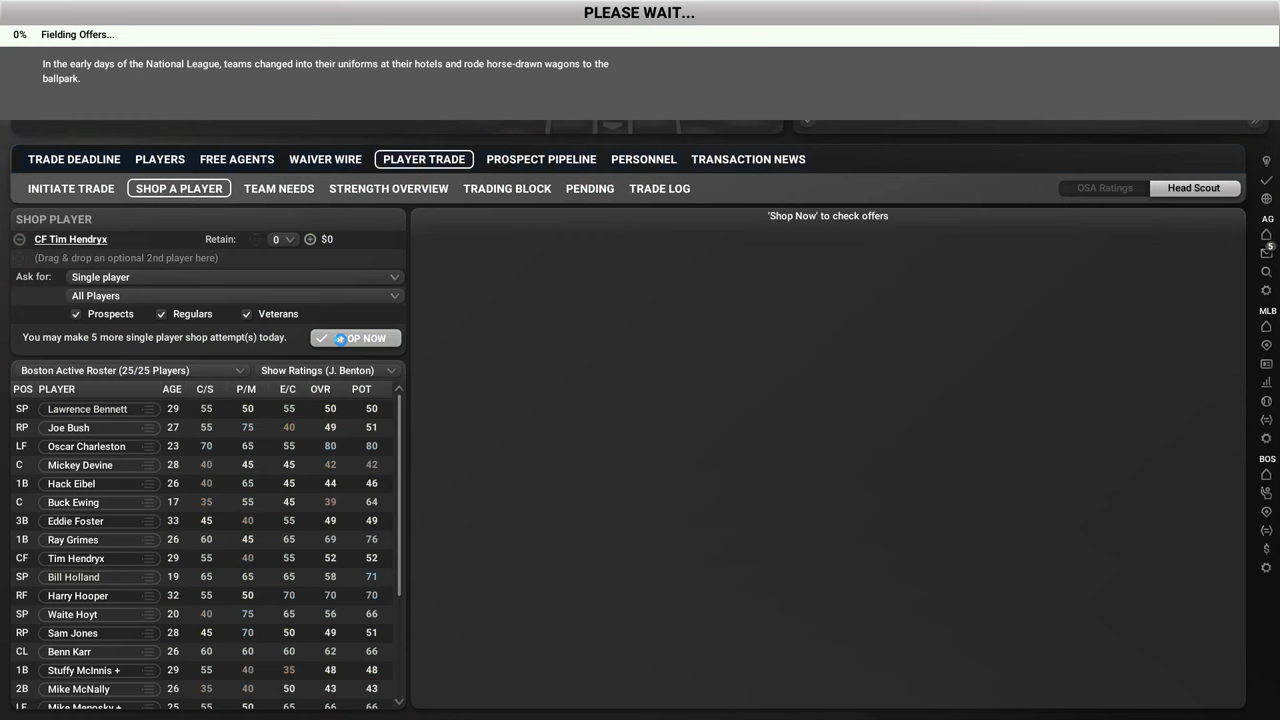 PLEASE WAIT...
0% Fielding Offers...
In the early days of the National League, teams changed into their uniforms at their hotels and rode horse-drawn wagons to the
ballpark.
TRADE DEADLINE PLAYERS FREE AGENTS WAIVER WIRE PLAYER TRADE PROSPECT PIPELINE PERSONNEL TRANSACTION NEWS
INITIATE TRADE SHOP A PLAYER TEAM NEEDS STRENGTH OVERVIEW TRADING BLOCK PENDING TRADE LOG OSA Ratings Head Scout
SHOP PLAYER
'Shop Now' to check offers
CF Tim Hendryx Retain: 0 $0
(Drag & drop an optional 2nd player here)
Ask for: Single player
All Players
Prospects Regulars Veterans
You may make 5 more single player shop attempt(s) today. OP NOW
Boston Active Roster (25/25 Players) Show Ratings (J. Benton)
POS PLAYER AGE C/S P/M E/C OVR POT
SP Lawrence Bennett 29 55 50 55 50 50
RP Joe Bush 27 55 75 40 49 51
LF Oscar Charleston 23 70 65 55 80 80
C Mickey Devine 28 40 45 45 42 42
1B Hack Eibel 26 40 65 45 44 46
C Buck Ewing 17 35 55 45 39 64
3B Eddie Foster 33 45 40 55 49 49
1B Ray Grimes 26 60 45 65 69 76
CF Tim Hendryx 29 55 40 55 52 52
SP Bill Holland 19 65 65 65 58 71
RF Harry Hooper 32 55 50 70 70 70
SP Waite Hoyt 20 40 75 65 56 66
RP Sam Jones 28 45 70 50 49 51
CL Benn Karr 26 60 60 60 62 66
1B Stuffy McInnis + 29 55 40 35 48 48
2B Mike McNally 26 35 40 50 43 43
LF Mike Menosky + 25 55 50 65 66 66
AG
5
MLB
BOS